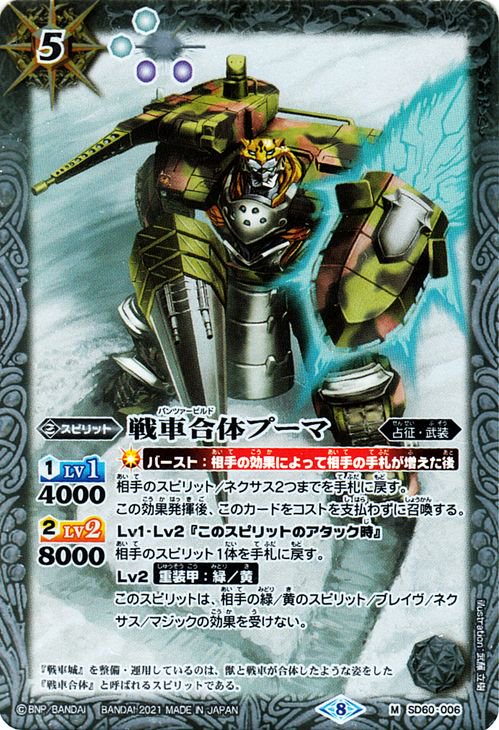 5
スピリット
パンツァービルド
戦車合体プーマ
せんせい ぶそう
占征・武装
1 LV1
4000
2 LV2
8000
バースト：相手の効果によって相手の手札が増えた後
相手のスピリット/ネクサス2つまでを手札に戻す。
この効果発揮後、このカードをコストを支払わずに召喚する。
Lv1・Lv2『このスピリットのアタック時』
相手のスピリット1体を手札に戻す。
Lv2 重装甲：緑/黄
このスピリットは、相手の緑/黄のスピリット/ブレイヴ/ネク
サス/マジックの効果を受けない。
『戦車城』を整備・運用しているのは、獣と戦車が合体したような姿をした
『戦車合体』と呼ばれるスピリットである。
©BNP/BANDAI BANDAI 2021 MADE IN JAPAN
8
M SD60-006